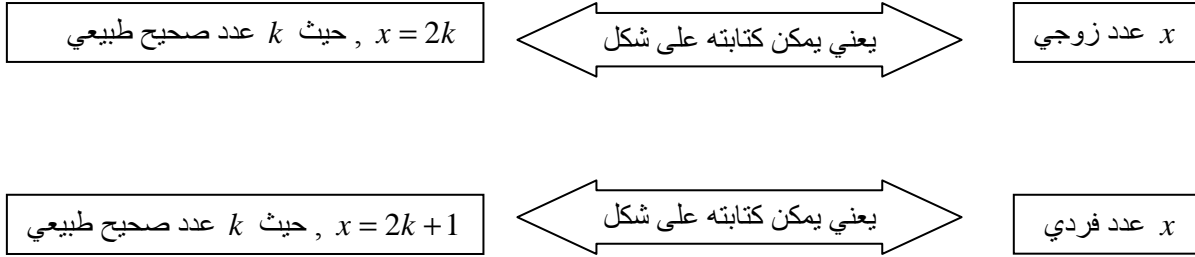 x عدد زوجي يعني يمكن كتابته على شكل x = 2k , حيث k عدد صحيح طبيعي
x عدد فردي يعني يمكن كتابته على شكل x = 2k + 1 , حيث k عدد صحيح طبيعي